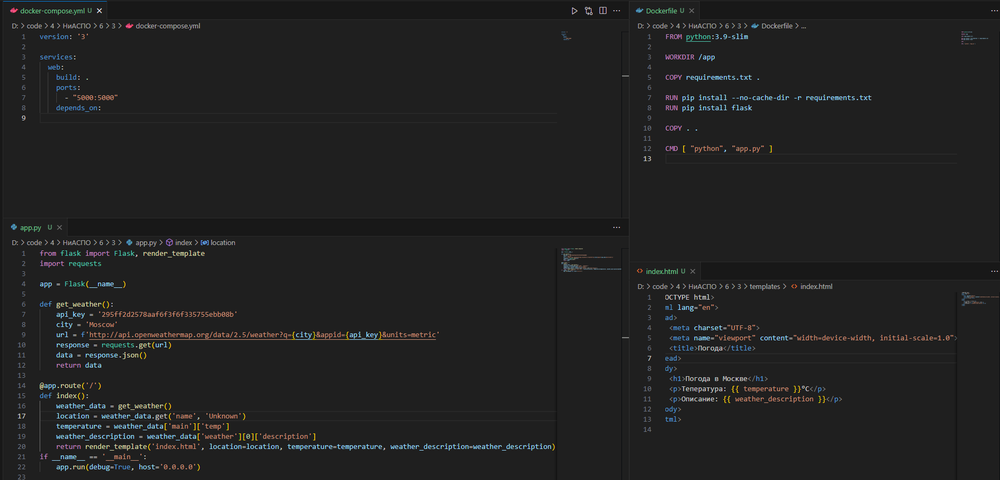 docker-compose.yml U
D: > code > 4 > НиАСПО > 6 > 3 > docker-compose.yml
1 version: '3'
2
3 services:
4 web:
5 build: .
6 ports:
7 - "5000:5000"
8 depends_on:
9
app.py U
D: > code > 4 > НиАСПО > 6 > 3 > app.py > index > location
1 from flask import Flask, render_template
2 import requests
3
4 app = Flask(__name__)
5
6 def get_weather():
7 api_key = '295ff2d2578aaf6f3f6f335755ebb08b'
8 city = 'Moscow'
9 url = f'http://api.openweathermap.org/data/2.5/weather?q={city}&appid={api_key}&units=metric'
10 response = requests.get(url)
11 data = response.json()
12 return data
13
14 @app.route('/')
15 def index():
16 weather_data = get_weather()
17 location = weather_data.get('name', 'Unknown')
18 temperature = weather_data['main']['temp']
19 weather_description = weather_data['weather'][0]['description']
20 return render_template('index.html', location=location, temperature=temperature, weather_description=weather_description)
21 if __name__ == '__main__':
22 app.run(debug=True, host='0.0.0.0')
23
Dockerfile U
D: > code > 4 > НиАСПО > 6 > 3 > Dockerfile > ...
1 FROM python:3.9-slim
2
3 WORKDIR /app
4
5 COPY requirements.txt .
6
7 RUN pip install --no-cache-dir -r requirements.txt
8 RUN pip install flask
9
10 COPY . .
11
12 CMD [ "python", "app.py" ]
13
index.html U
D: > code > 4 > НиАСПО > 6 > 3 > templates > index.html
1 OCTYPE html>
2 ml lang="en">
3 ad>
4 <meta charset="UTF-8">
5 <meta name="viewport" content="width=device-width, initial-scale=1.0">
6 <title>Погода</title>
7 ead>
8 dy>
9 <h1>Погода в Москве</h1>
10 <p>Тепература: {{ temperature }}°C</p>
11 <p>Описание: {{ weather_description }}</p>
12 ody>
13 tml>
14